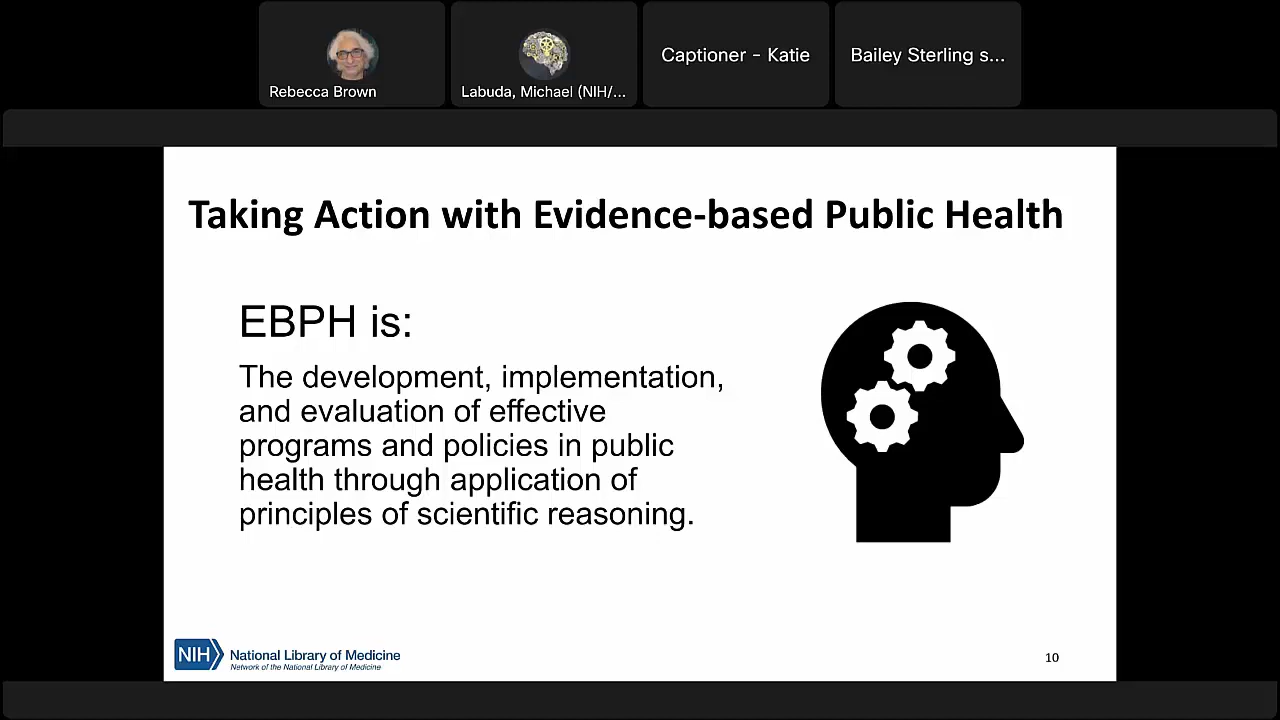 Rebecca Brown
Labuda, Michael (NIH/...
Captioner - Katie
Bailey Sterling s...
Taking Action with Evidence-based Public Health
EBPH is:
The development, implementation,
and evaluation of effective
programs and policies in public
health through application of
principles of scientific reasoning.
NIH
National Library of Medicine
Network of the National Library of Medicine
10